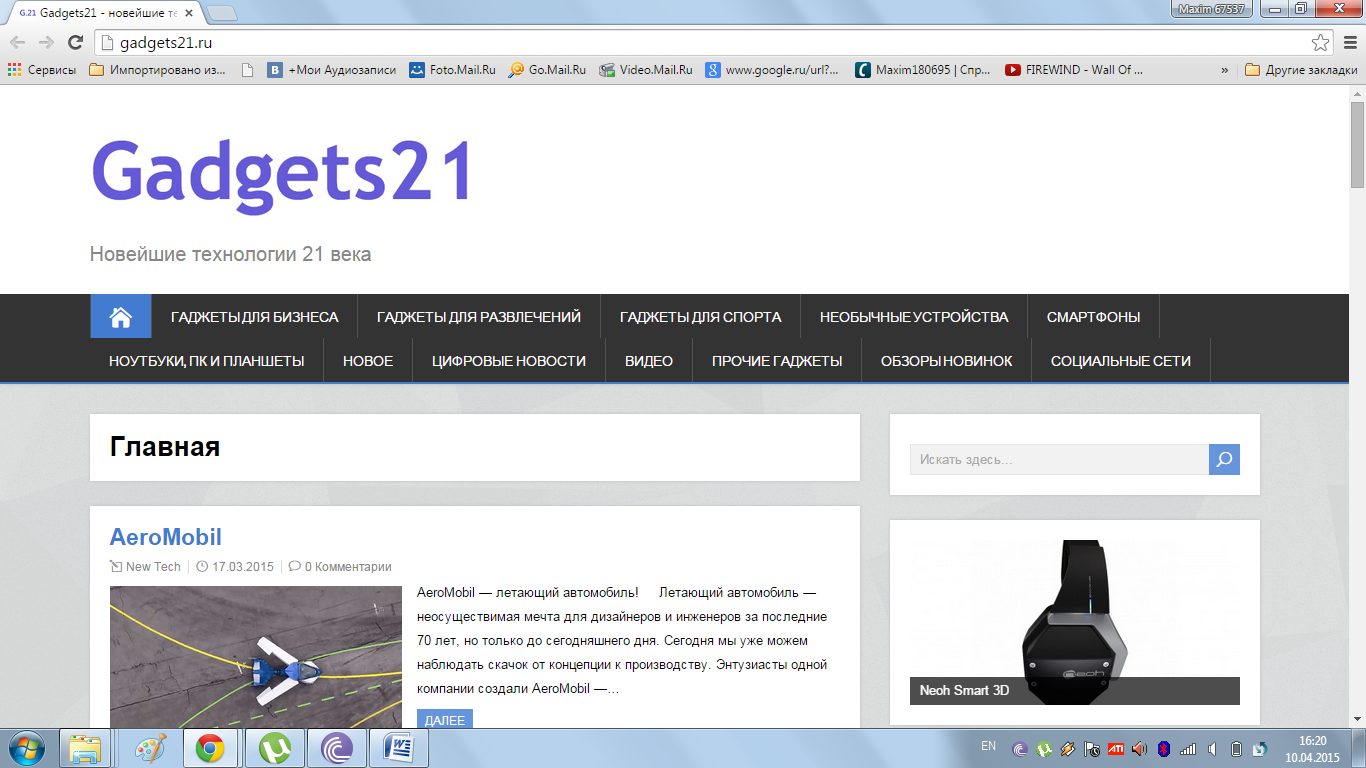 G.21 Gadgets21 - новейшие те
Maxim 67537
gadgets21.ru
Сервисы Импортировано из... +Мои Аудиозаписи Foto.Mail.Ru Go.Mail.Ru Video.Mail.Ru www.google.ru/url?... Maxim180695 | Спр... FIREWIND - Wall Of ... » Другие закладки
Gadgets21
Новейшие технологии 21 века
ГАДЖЕТЫ ДЛЯ БИЗНЕСА ГАДЖЕТЫ ДЛЯ РАЗВЛЕЧЕНИЙ ГАДЖЕТЫ ДЛЯ СПОРТА НЕОБЫЧНЫЕ УСТРОЙСТВА СМАРТФОНЫ
НОУТБУКИ, ПК И ПЛАНШЕТЫ НОВОЕ ЦИФРОВЫЕ НОВОСТИ ВИДЕО ПРОЧИЕ ГАДЖЕТЫ ОБЗОРЫ НОВИНОК СОЦИАЛЬНЫЕ СЕТИ
Главная
Искать здесь...
AeroMobil
New Tech 17.03.2015 0 Комментарии
AeroMobil — летающий автомобиль! Летающий автомобиль —
неосуществимая мечта для дизайнеров и инженеров за последние
70 лет, но только до сегодняшнего дня. Сегодня мы уже можем
наблюдать скачок от концепции к производству. Энтузиасты одной
компании создали AeroMobil —...
ДАЛЕЕ
neoh
Neoh Smart 3D
EN
ATI
16:20
10.04.2015